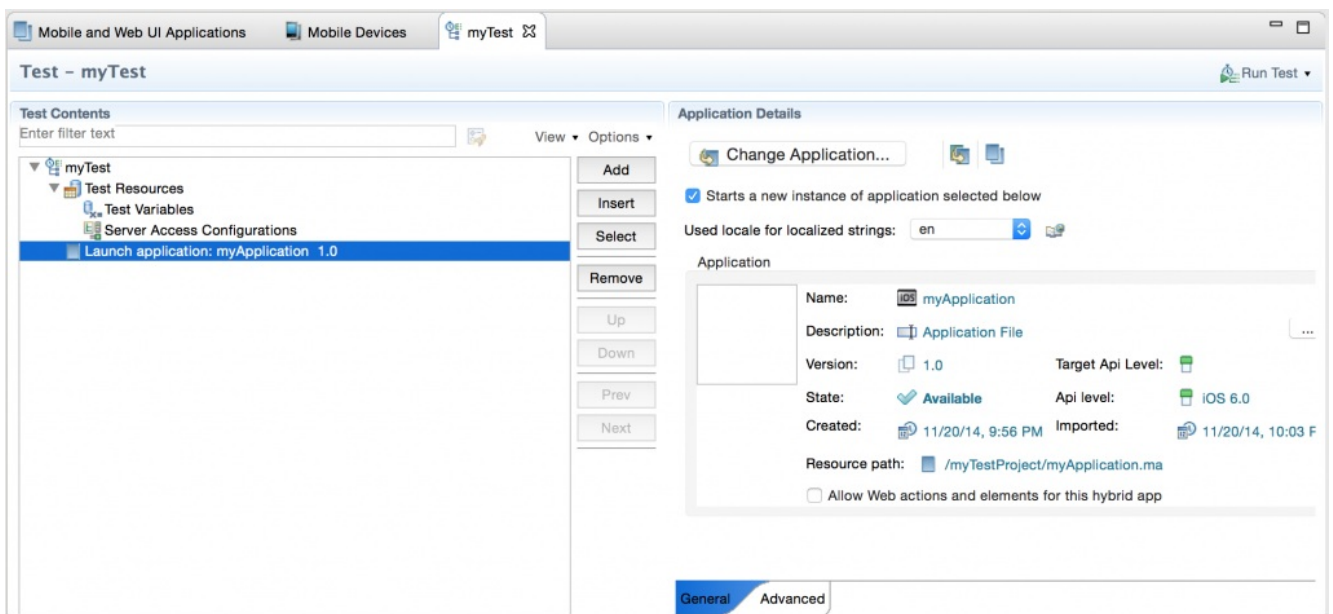 Mobile and Web UI Applications
Mobile Devices
myTest
Test - myTest
Run Test
Test Contents
Enter filter text
View
Options
myTest
Test Resources
Test Variables
Server Access Configurations
Launch application: myApplication 1.0
Add
Insert
Select
Remove
Up
Down
Prev
Next
Application Details
Change Application...
Starts a new instance of application selected below
Used locale for localized strings: en
Application
Name: iOS myApplication
Description: Application File
...
Version: 1.0 Target Api Level:
State: Available Api level: iOS 6.0
Created: 11/20/14, 9:56 PM Imported: 11/20/14, 10:03 P
Resource path: /myTestProject/myApplication.ma
Allow Web actions and elements for this hybrid app
General Advanced